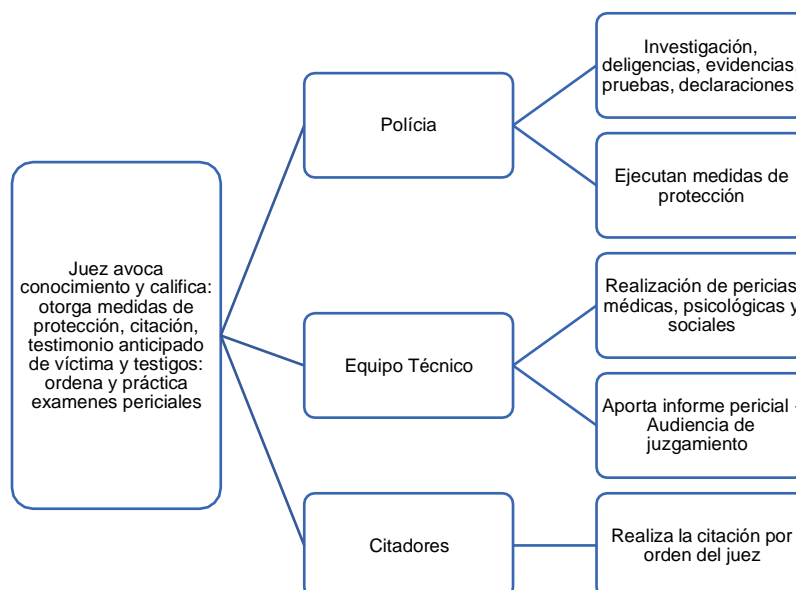 Juez avoca
conocimiento y califica:
otorga medidas de
protección, citación,
testimonio anticipado
de víctima y testigos:
ordena y práctica
examenes periciales
Polícia
Investigación,
deligencias, evidencias.
pruebas, declaraciones.
Ejecutan medidas de
protección
Equipo Técnico
Realización de pericias
médicas, psicológicas y
sociales
Aporta informe pericial -
Audiencia de
juzgamiento
Citadores
Realiza la citación por
orden del juez